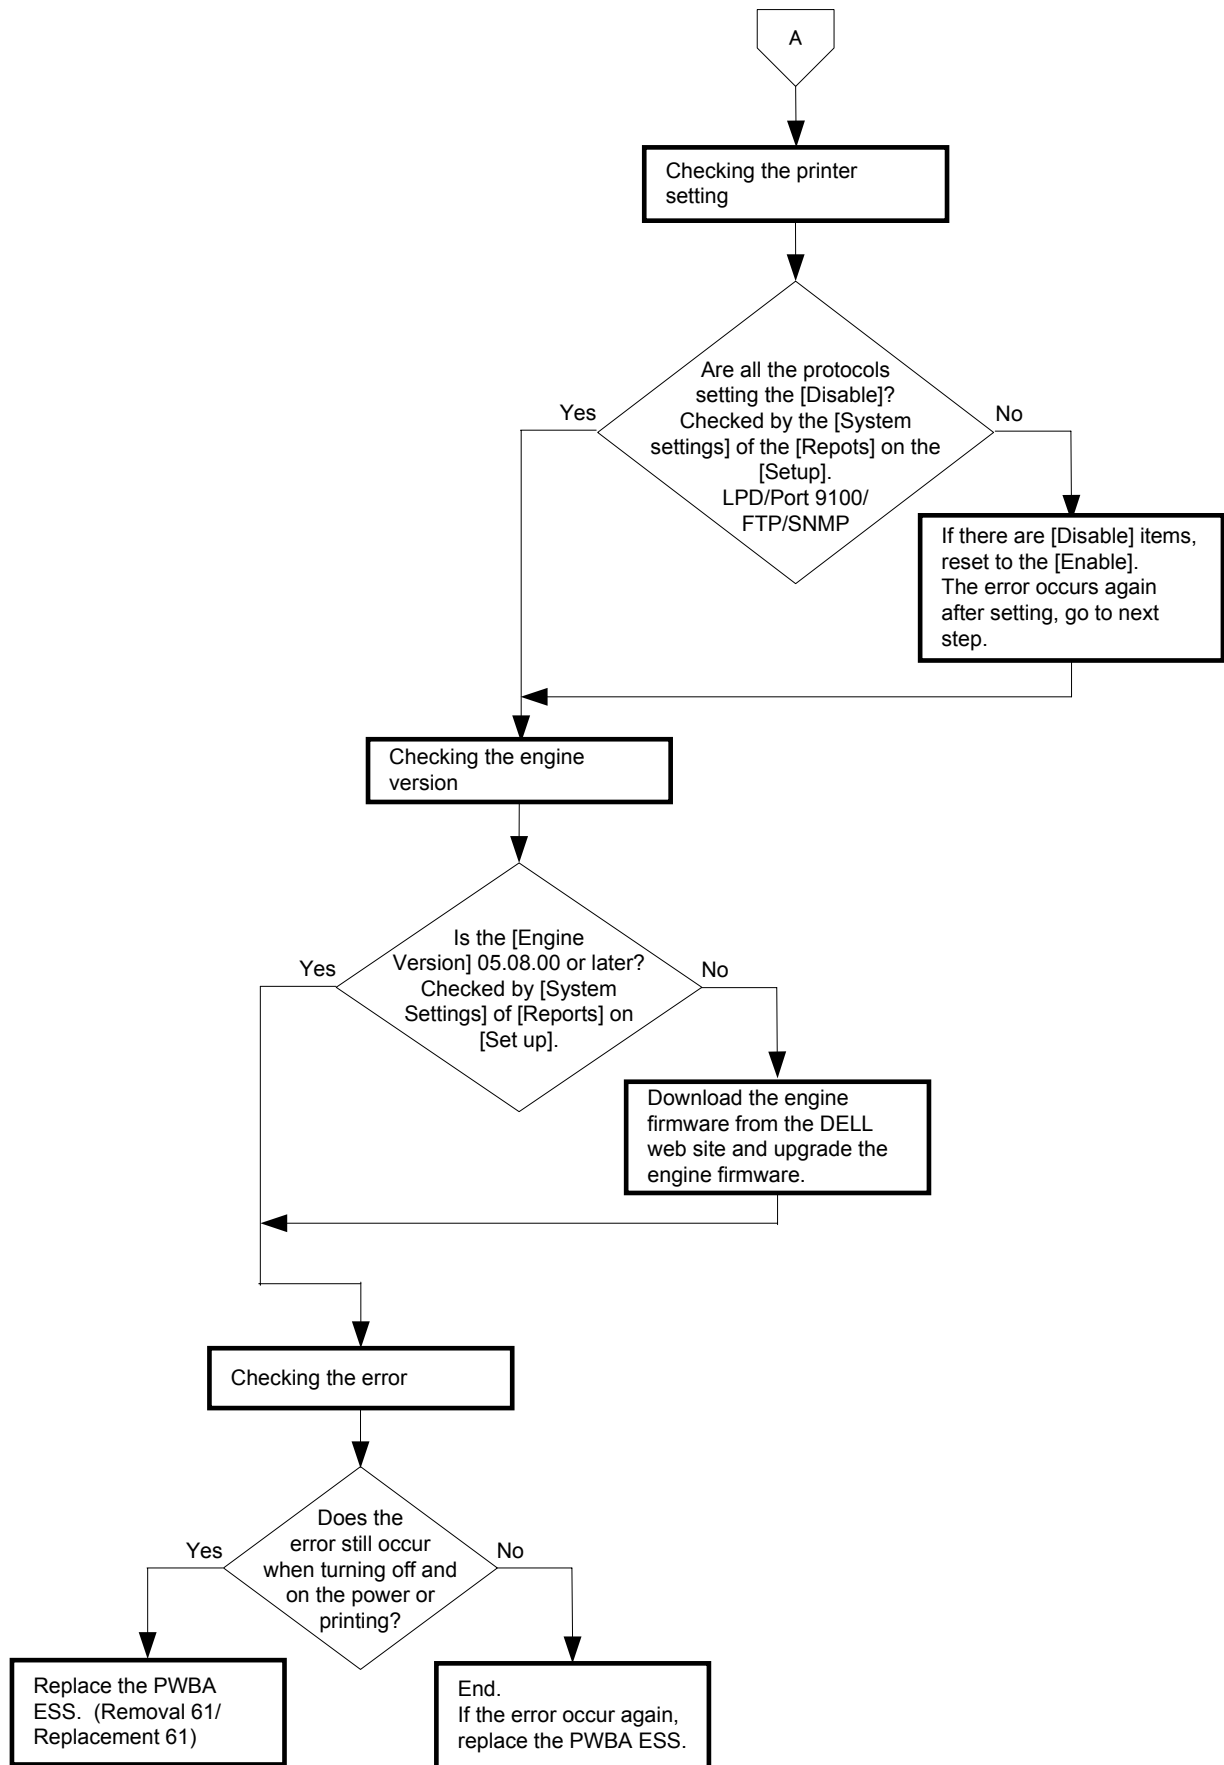 A
Checking the printer
setting
Are all the protocols
setting the [Disable]?
Checked by the [System
settings] of the [Repots] on the
[Setup].
LPD/Port 9100/
FTP/SNMP
Yes
No
If there are [Disable] items,
reset to the [Enable].
The error occurs again
after setting, go to next
step.
Checking the engine
version
Is the [Engine
Version] 05.08.00 or later?
Checked by [System
Settings] of [Reports] on
[Set up].
Yes
No
Download the engine
firmware from the DELL
web site and upgrade the
engine firmware.
Checking the error
Does the
error still occur
when turning off and
on the power or
printing?
Yes
No
Replace the PWBA
ESS.  (Removal 61/
Replacement 61)
End.
If the error occur again,
replace the PWBA ESS.